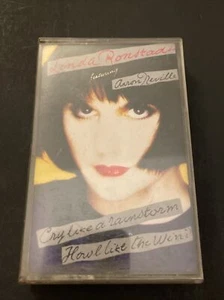 Linda Ronstadt
featuring
Aaron Neville
Cry like a rainstorm
Howl like the Wind